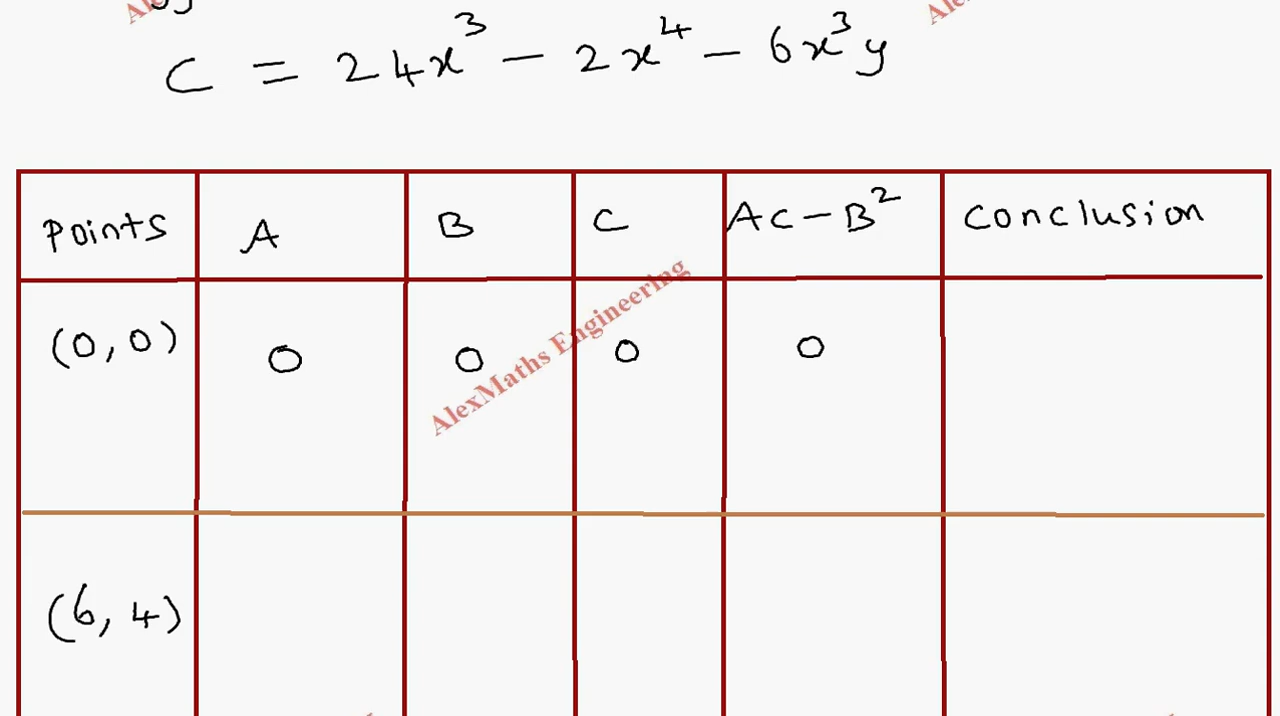 C = 24x³ - 2x⁴ - 6x³y
Points A B C AC - B² Conclusion
(0,0) 0 0 0 0
AlexMaths Engineering
(6,4)